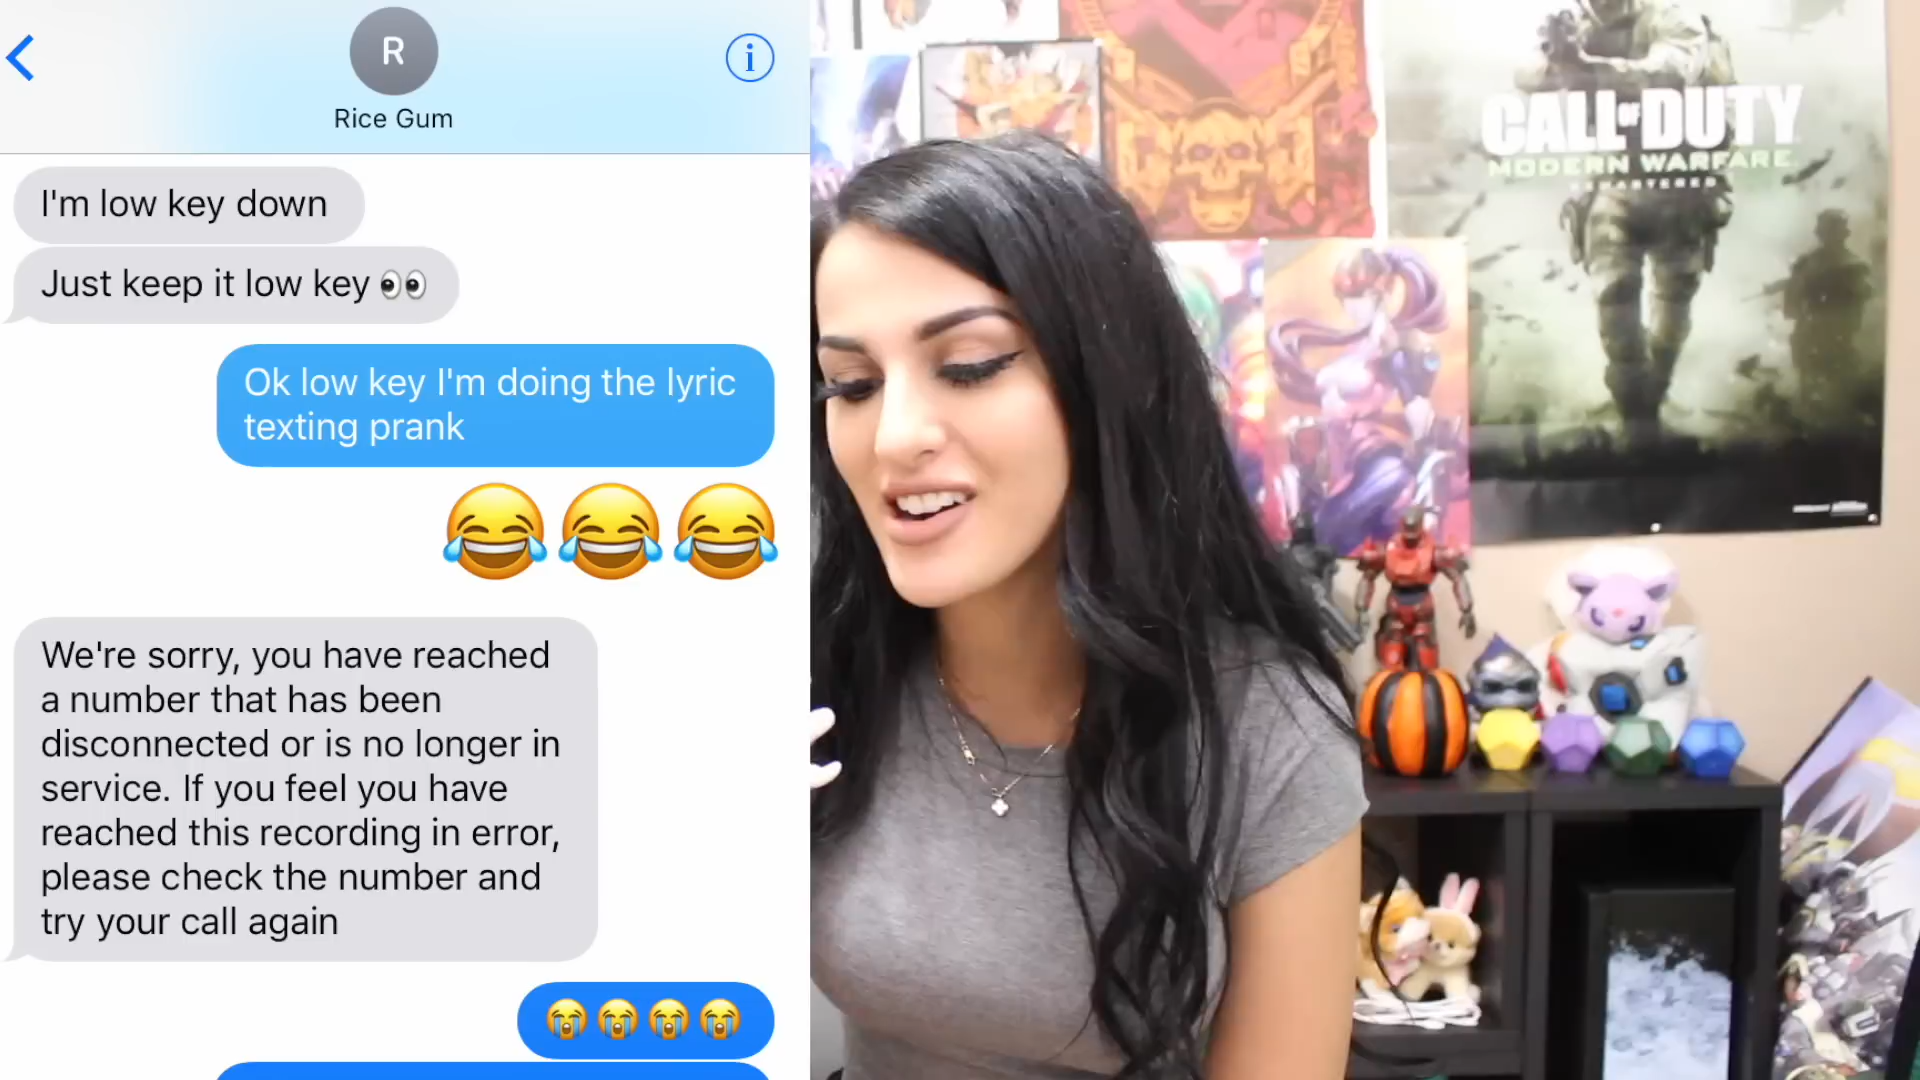 R
Rice Gum
I'm low key down
Just keep it low key 👀
Ok low key I'm doing the lyric
texting prank
😂😂😂
We're sorry, you have reached
a number that has been
disconnected or is no longer in
service. If you feel you have
reached this recording in error,
please check the number and
try your call again
😭😭😭😭
CALL OF DUTY
MODERN WARFARE
REMASTERED